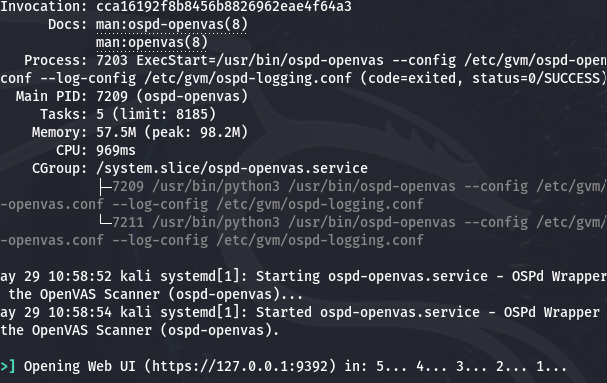 Invocation: cca16192f8b8456b8826962eae4f64a3
Docs: man:ospd-openvas(8)
man:openvas(8)
Process: 7203 ExecStart=/usr/bin/ospd-openvas --config /etc/gvm/ospd-open
conf --log-config /etc/gvm/ospd-logging.conf (code=exited, status=0/SUCCESS)
Main PID: 7209 (ospd-openvas)
Tasks: 5 (limit: 8185)
Memory: 57.5M (peak: 98.2M)
CPU: 969ms
CGroup: /system.slice/ospd-openvas.service
├─7209 /usr/bin/python3 /usr/bin/ospd-openvas --config /etc/gvm/
-openvas.conf --log-config /etc/gvm/ospd-logging.conf
└─7211 /usr/bin/python3 /usr/bin/ospd-openvas --config /etc/gvm/
-openvas.conf --log-config /etc/gvm/ospd-logging.conf
ay 29 10:58:52 kali systemd[1]: Starting ospd-openvas.service - OSPd Wrapper
the OpenVAS Scanner (ospd-openvas)...
ay 29 10:58:54 kali systemd[1]: Started ospd-openvas.service - OSPd Wrapper
the OpenVAS Scanner (ospd-openvas).
>] Opening Web UI (https://127.0.0.1:9392) in: 5... 4... 3... 2... 1...